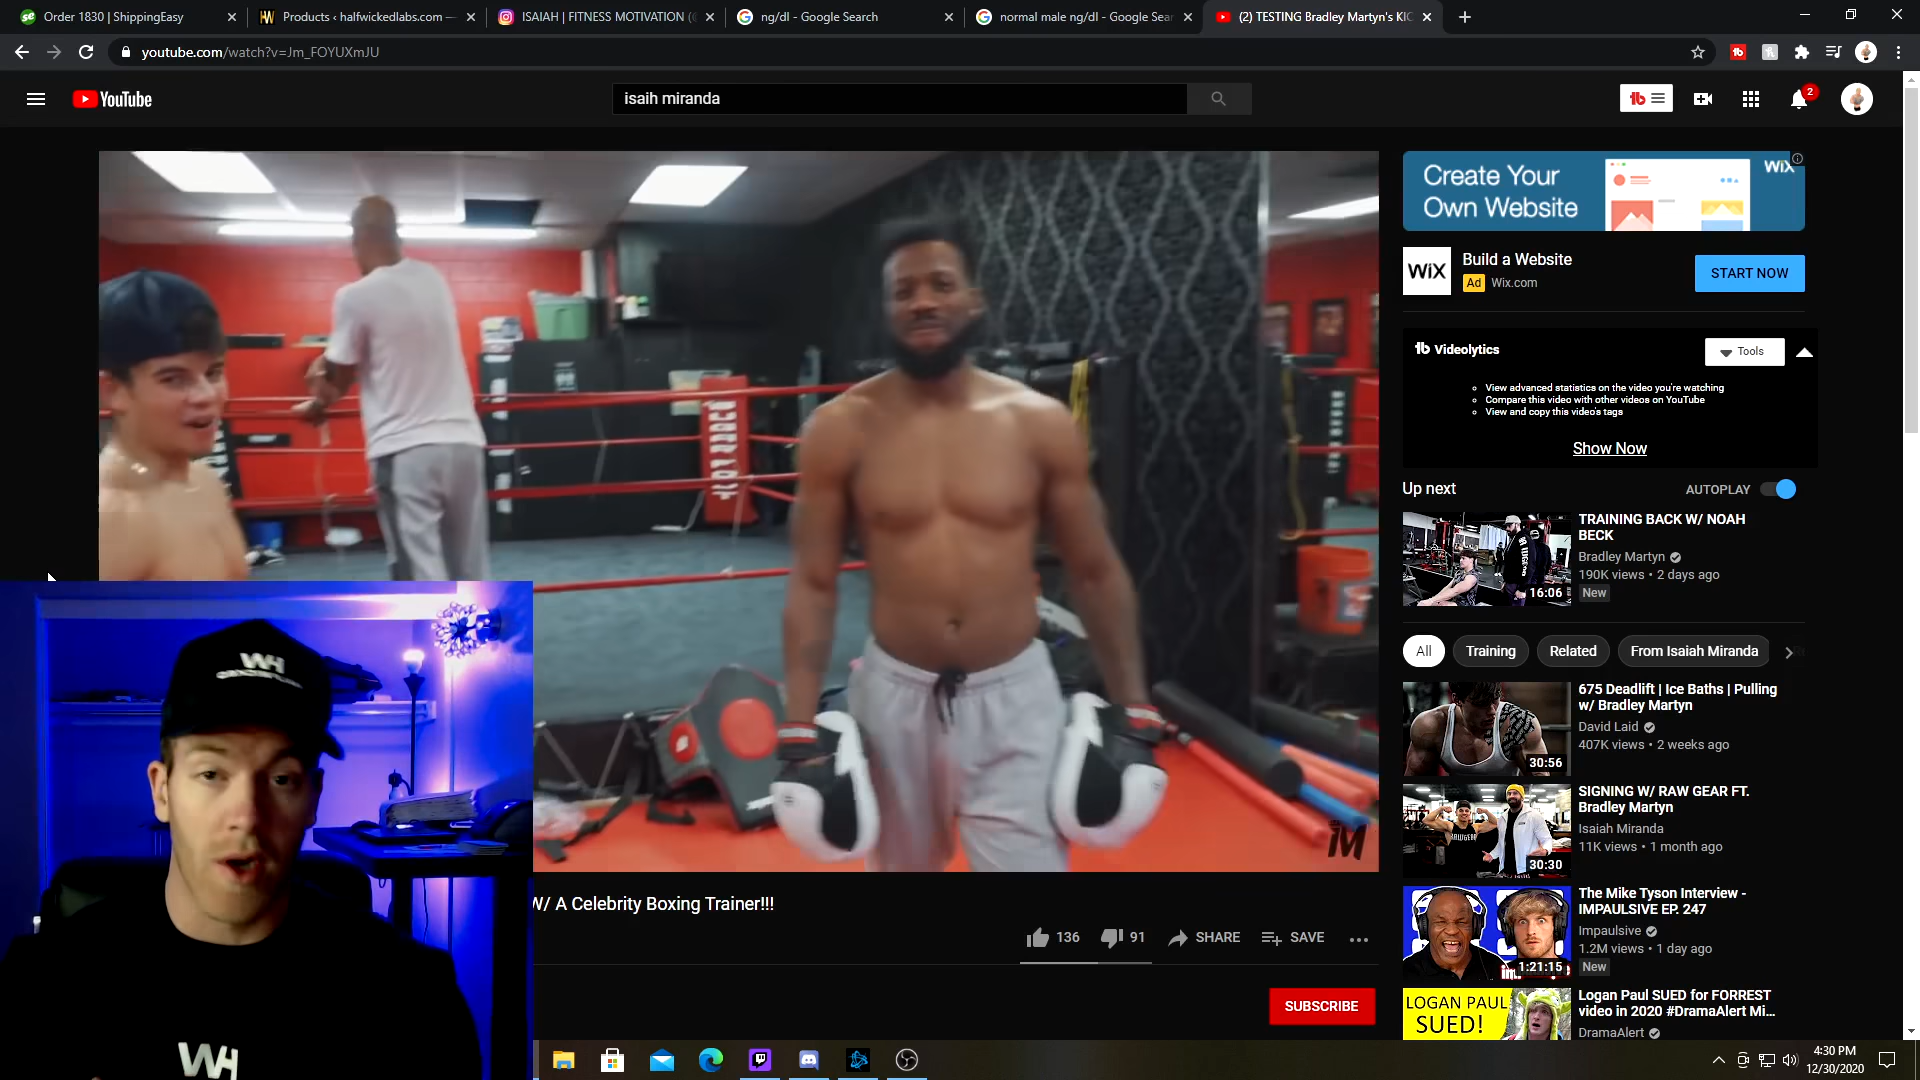 Order 1830 | ShippingEasy
Products ‹ halfwickedlabs.com —
ISAIAH | FITNESS MOTIVATION (
ng/dl - Google Search
normal male ng/dl - Google Sear
(2) TESTING Bradley Martyn's KIC
youtube.com/watch?v=Jm_FOYUXmJU
YouTube
isaih miranda
2
Create Your
Own Website
WiX
WiX
Build a Website
Ad Wix.com
START NOW
Videolytics
Tools
View advanced statistics on the video you're watching
Compare this video with other videos on YouTube
View and copy this video's tags
Show Now
Up next
AUTOPLAY
TRAINING BACK W/ NOAH
BECK
Bradley Martyn
190K views • 2 days ago
New
16:06
All
Training
Related
From Isaiah Miranda
675 Deadlift | Ice Baths | Pulling
w/ Bradley Martyn
David Laid
407K views • 2 weeks ago
30:56
SIGNING W/ RAW GEAR FT.
Bradley Martyn
Isaiah Miranda
11K views • 1 month ago
30:30
The Mike Tyson Interview -
IMPAULSIVE EP. 247
Impaulsive
1.2M views • 1 day ago
New
1:21:15
LOGAN PAUL
SUED!
Logan Paul SUED for FORREST
video in 2020 #DramaAlert Mi...
DramaAlert
iM
WH
WH
W/ A Celebrity Boxing Trainer!!!
136
91
SHARE
SAVE
SUBSCRIBE
4:30 PM
12/30/2020